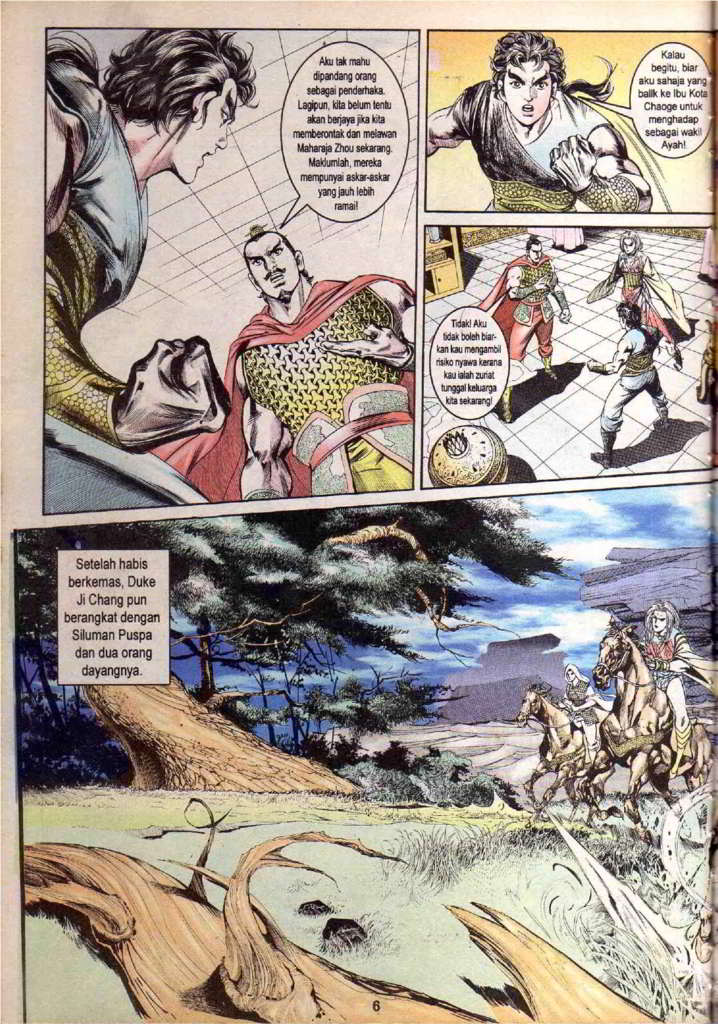 Aku tak mahu
dipandang orang
sebagai penderhaka.
Lagipun, kita belum tentu
akan berjaya jika kita
memberontak dan melawan
Maharaja Zhou sekarang.
Maklumlah, mereka
mempunyai askar-askar
yang jauh lebih
ramai!
Kalau
begitu, biar
aku sahaja yang
balik ke Ibu Kota
Chaoge untuk
menghadap
sebagai wakil
Ayah!
Tidak! Aku
tidak boleh biar-
kan kau mengambil
risiko nyawa kerana
kau ialah zuriat
tunggal keluarga
kita sekarang!
Setelah habis
berkemas, Duke
Ji Chang pun
berangkat dengan
Siluman Puspa
dan dua orang
dayangnya.
6